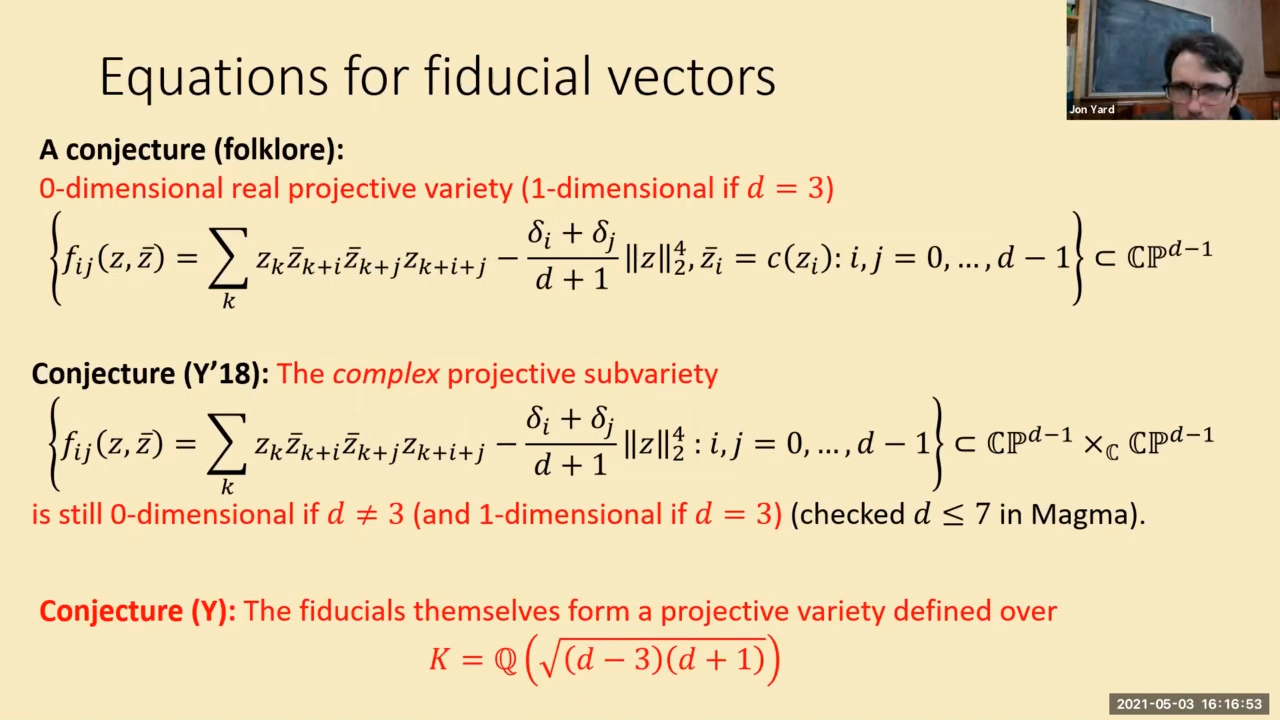 Equations for fiducial vectors
Jon Yard
A conjecture (folklore):
0-dimensional real projective variety (1-dimensional if d = 3)
{f_{ij}(z, z̄) = ∑_k z_k z̄_{k+i} z̄_{k+j} z_{k+i+j} − (δ_i + δ_j)/(d + 1) ‖z‖_2^4, z̄_i = c(z_i): i, j = 0, …, d − 1} ⊂ ℂℙ^{d−1}
Conjecture (Y’18): The complex projective subvariety
{f_{ij}(z, z̄) = ∑_k z_k z̄_{k+i} z̄_{k+j} z_{k+i+j} − (δ_i + δ_j)/(d + 1) ‖z‖_2^4 : i, j = 0, …, d − 1} ⊂ ℂℙ^{d−1} ×_ℂ ℂℙ^{d−1}
is still 0-dimensional if d ≠ 3 (and 1-dimensional if d = 3) (checked d ≤ 7 in Magma).
Conjecture (Y): The fiducials themselves form a projective variety defined over
K = ℚ(√((d − 3)(d + 1)))
2021-05-03 16:16:53